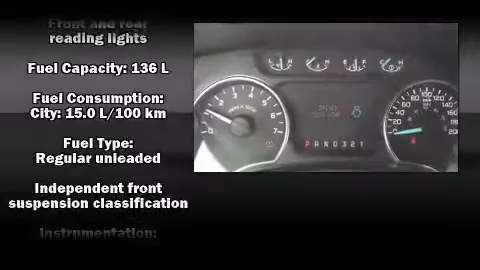 Front and rear
reading lights
Fuel Capacity: 136 L
Fuel Consumption:
City: 15.0 L/100 km
Fuel Type:
Regular unleaded
Independent front
suspension classification
Instrumentation:
P R N D 3 2 1